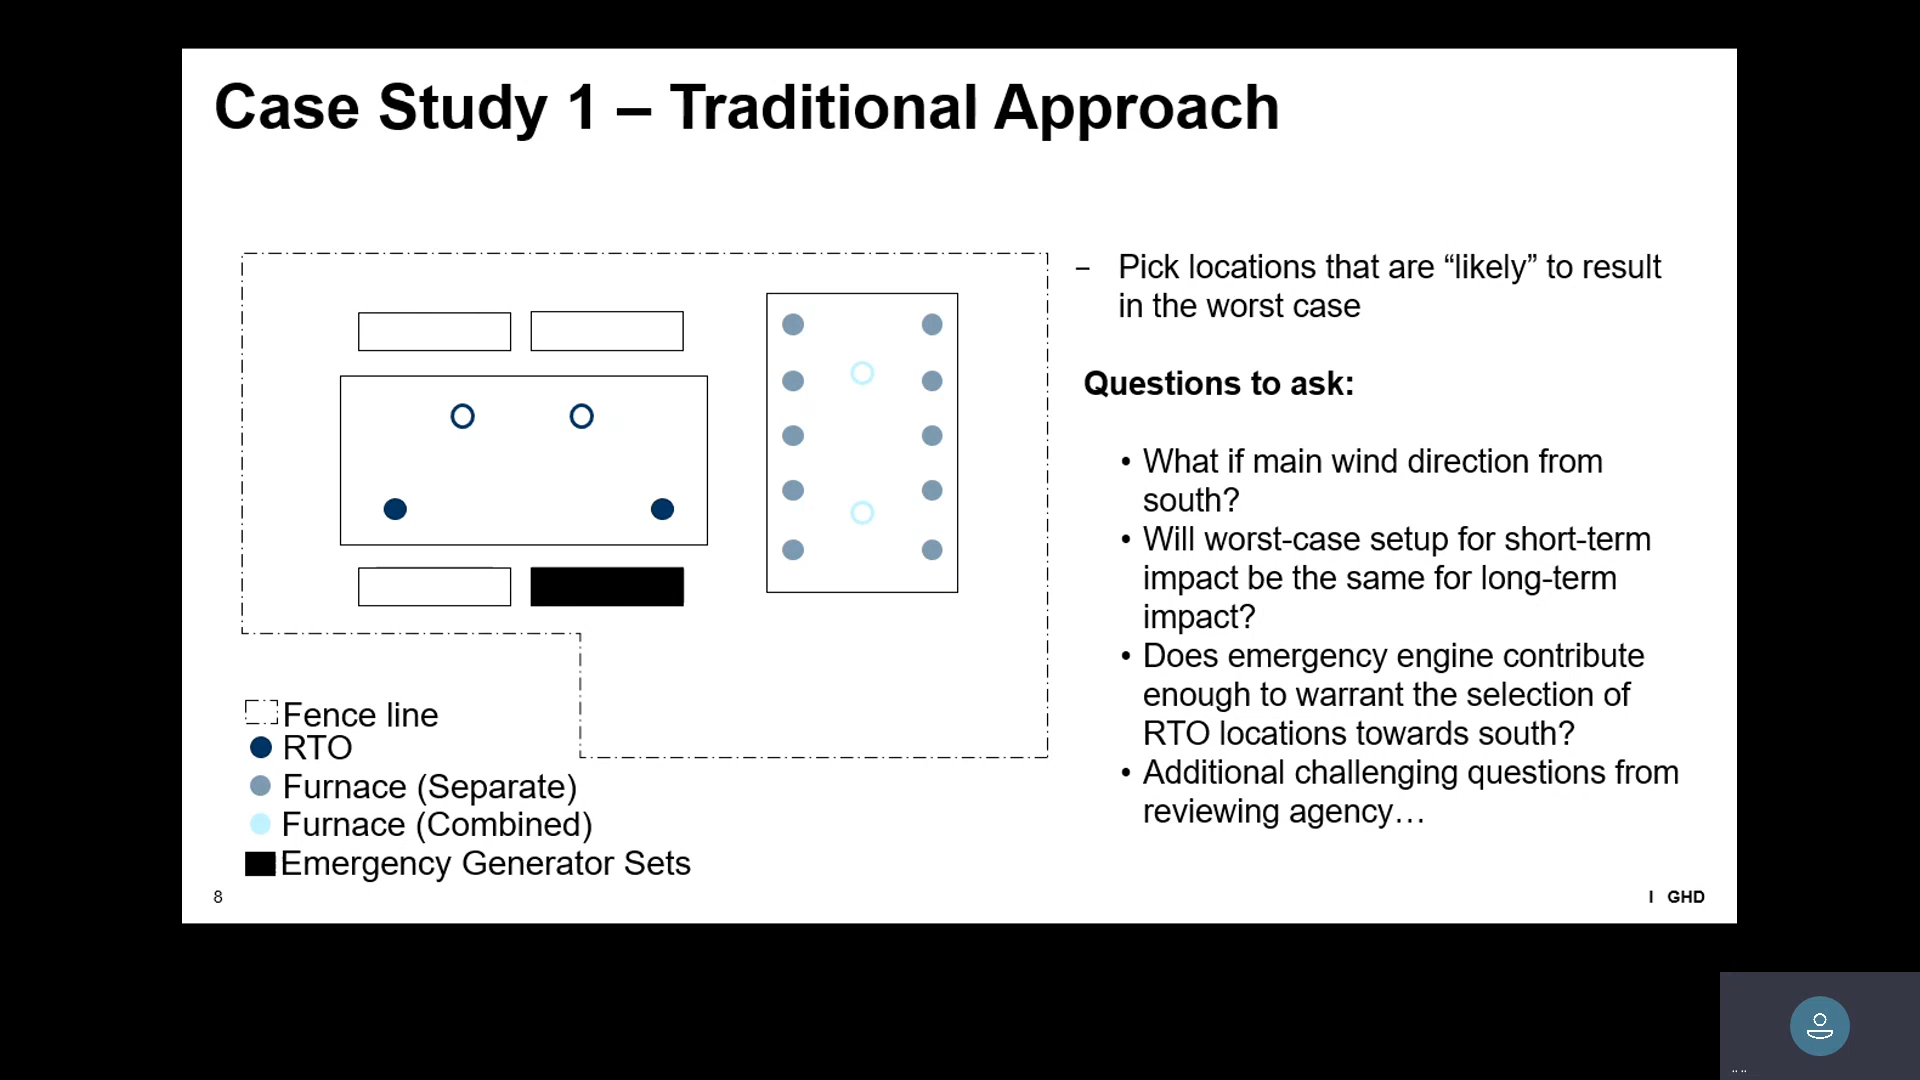 Case Study 1 – Traditional Approach
– Pick locations that are “likely” to result
in the worst case
Questions to ask:
• What if main wind direction from
south?
• Will worst-case setup for short-term
impact be the same for long-term
impact?
• Does emergency engine contribute
enough to warrant the selection of
RTO locations towards south?
• Additional challenging questions from
reviewing agency…
Fence line
RTO
Furnace (Separate)
Furnace (Combined)
Emergency Generator Sets
8
I GHD